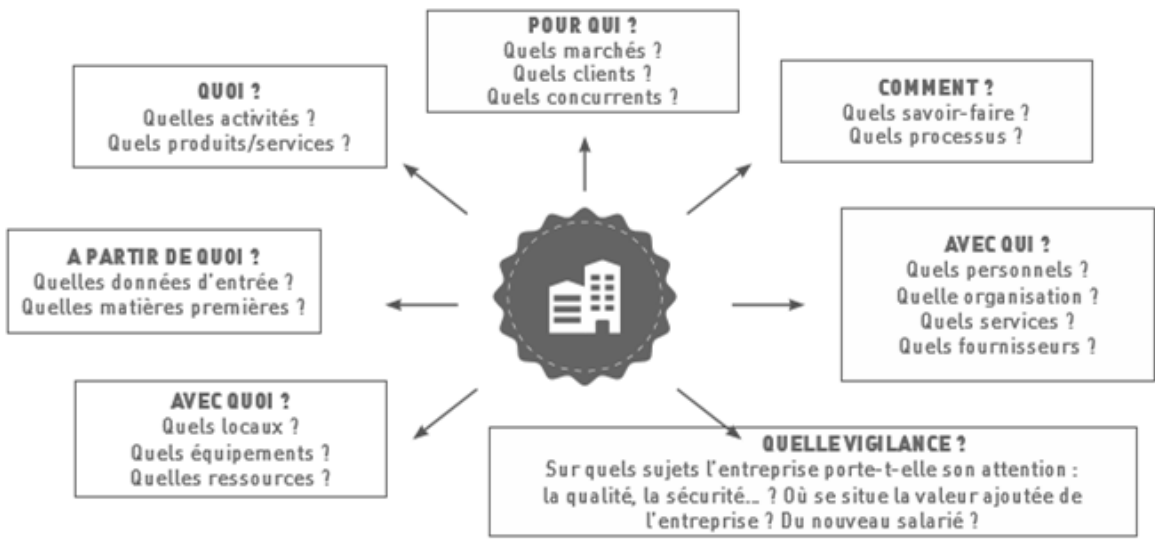 POUR QUI ?
Quels marchés ?
Quels clients ?
Quels concurrents ?
QUOI ?
Quelles activités ?
Quels produits/services ?
COMMENT ?
Quels savoir-faire ?
Quels processus ?
A PARTIR DE QUOI ?
Quelles données d'entrée ?
Quelles matières premières ?
AVEC QUI ?
Quels personnels ?
Quelle organisation ?
Quels services ?
Quels fournisseurs ?
AVEC QUOI ?
Quels locaux ?
Quels équipements ?
Quelles ressources ?
QUELLE VIGILANCE ?
Sur quels sujets l'entreprise porte-t-elle son attention :
la qualité, la sécurité... ? Où se situe la valeur ajoutée de
l'entreprise ? Du nouveau salarié ?